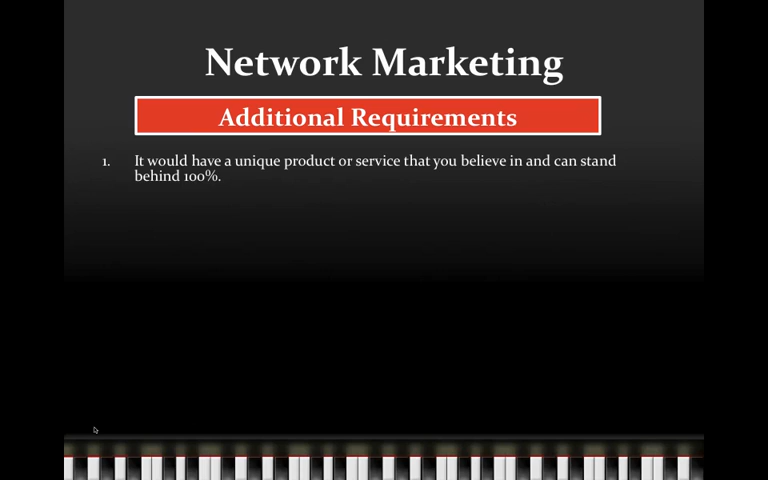 Network Marketing
Additional Requirements
1. It would have a unique product or service that you believe in and can stand
behind 100%.